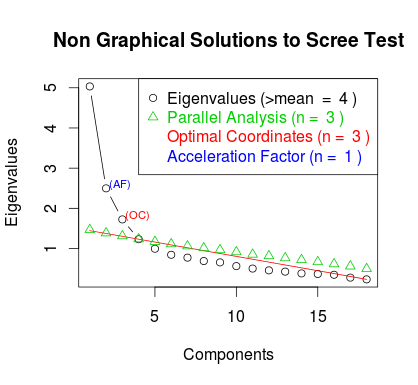 Non Graphical Solutions to Scree Test
Eigenvalues (>mean = 4 )
Parallel Analysis (n = 3 )
Optimal Coordinates (n = 3 )
Acceleration Factor (n = 1 )
(AF)
(OC)
5
4
3
2
1
Eigenvalues
5 10 15
Components